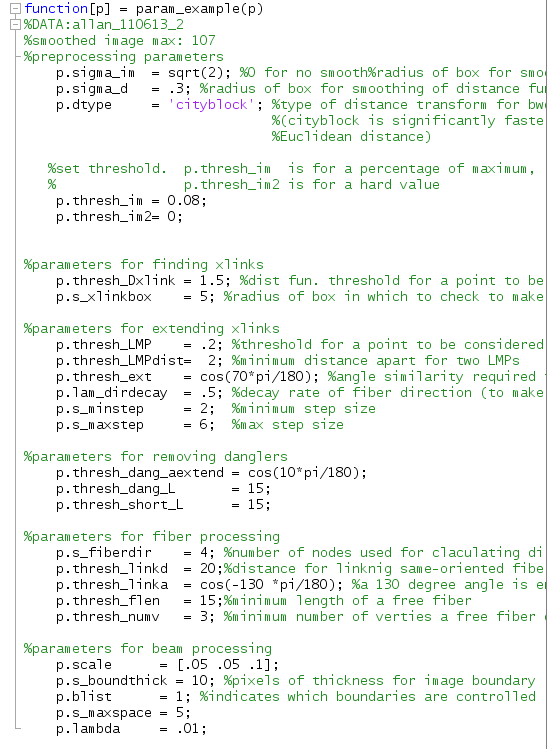 function[p] = param_example(p)
%DATA:allan_110613_2
%smoothed image max: 107
%preprocessing parameters
p.sigma_im = sqrt(2); %0 for no smooth%radius of box for smoo
p.sigma_d = .3; %radius of box for smoothing of distance fun
p.dtype = 'cityblock'; %type of distance transform for bwd
%(cityblock is significantly faste
%Euclidean distance)
%set threshold. p.thresh_im is for a percentage of maximum,
% p.thresh_im2 is for a hard value
p.thresh_im = 0.08;
p.thresh_im2= 0;
%parameters for finding xlinks
p.thresh_Dxlink = 1.5; %dist fun. threshold for a point to be
p.s_xlinkbox = 5; %radius of box in which to check to make
%parameters for extending xlinks
p.thresh_LMP = .2; %threshold for a point to be considered
p.thresh_LMPdist= 2; %minimum distance apart for two LMPs
p.thresh_ext = cos(70*pi/180); %angle similarity required
p.lam_dirdecay = .5; %decay rate of fiber direction (to make
p.s_minstep = 2; %minimum step size
p.s_maxstep = 6; %max step size
%parameters for removing danglers
p.thresh_dang_aextend = cos(10*pi/180);
p.thresh_dang_L = 15;
p.thresh_short_L = 15;
%parameters for fiber processing
p.s_fiberdir = 4; %number of nodes used for claculating di
p.thresh_linkd = 20;%distance for linknig same-oriented fibe
p.thresh_linka = cos(-130 *pi/180); %a 130 degree angle is en
p.thresh_flen = 15;%minimum length of a free fiber
p.thresh_numv = 3; %minimum number of verties a free fiber
%parameters for beam processing
p.scale = [.05 .05 .1];
p.s_boundthick = 10; %pixels of thickness for image boundary
p.blist = 1; %indicates which boundaries are controlled
p.s_maxspace = 5;
p.lambda = .01;